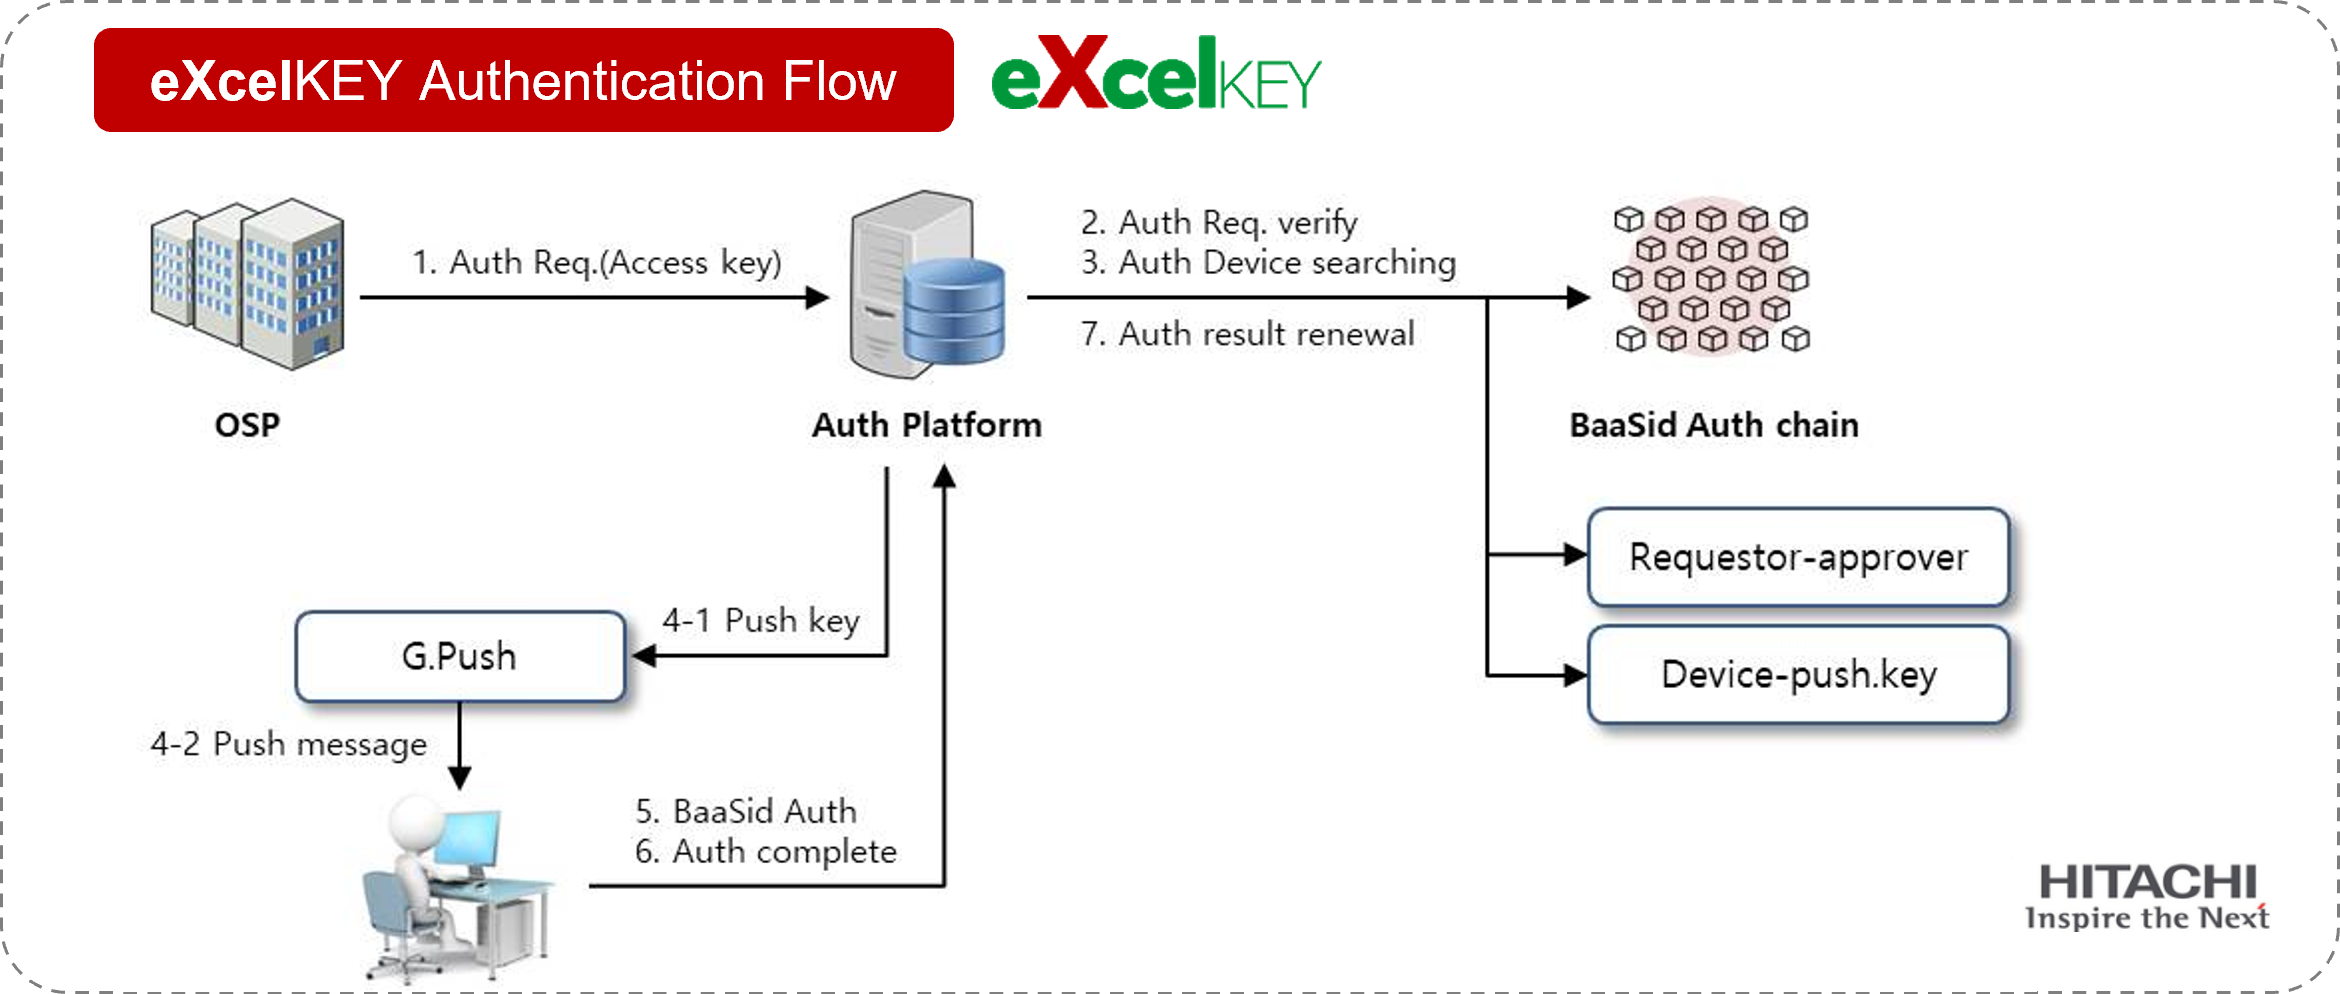 eXcelKEY Authentication Flow
eXcelKEY
1. Auth Req.(Access key)
2. Auth Req. verify
3. Auth Device searching
7. Auth result renewal
OSP
Auth Platform
BaaSid Auth chain
Requestor-approver
Device-push.key
4-1 Push key
G.Push
4-2 Push message
5. BaaSid Auth
6. Auth complete
HITACHI
Inspire the Next